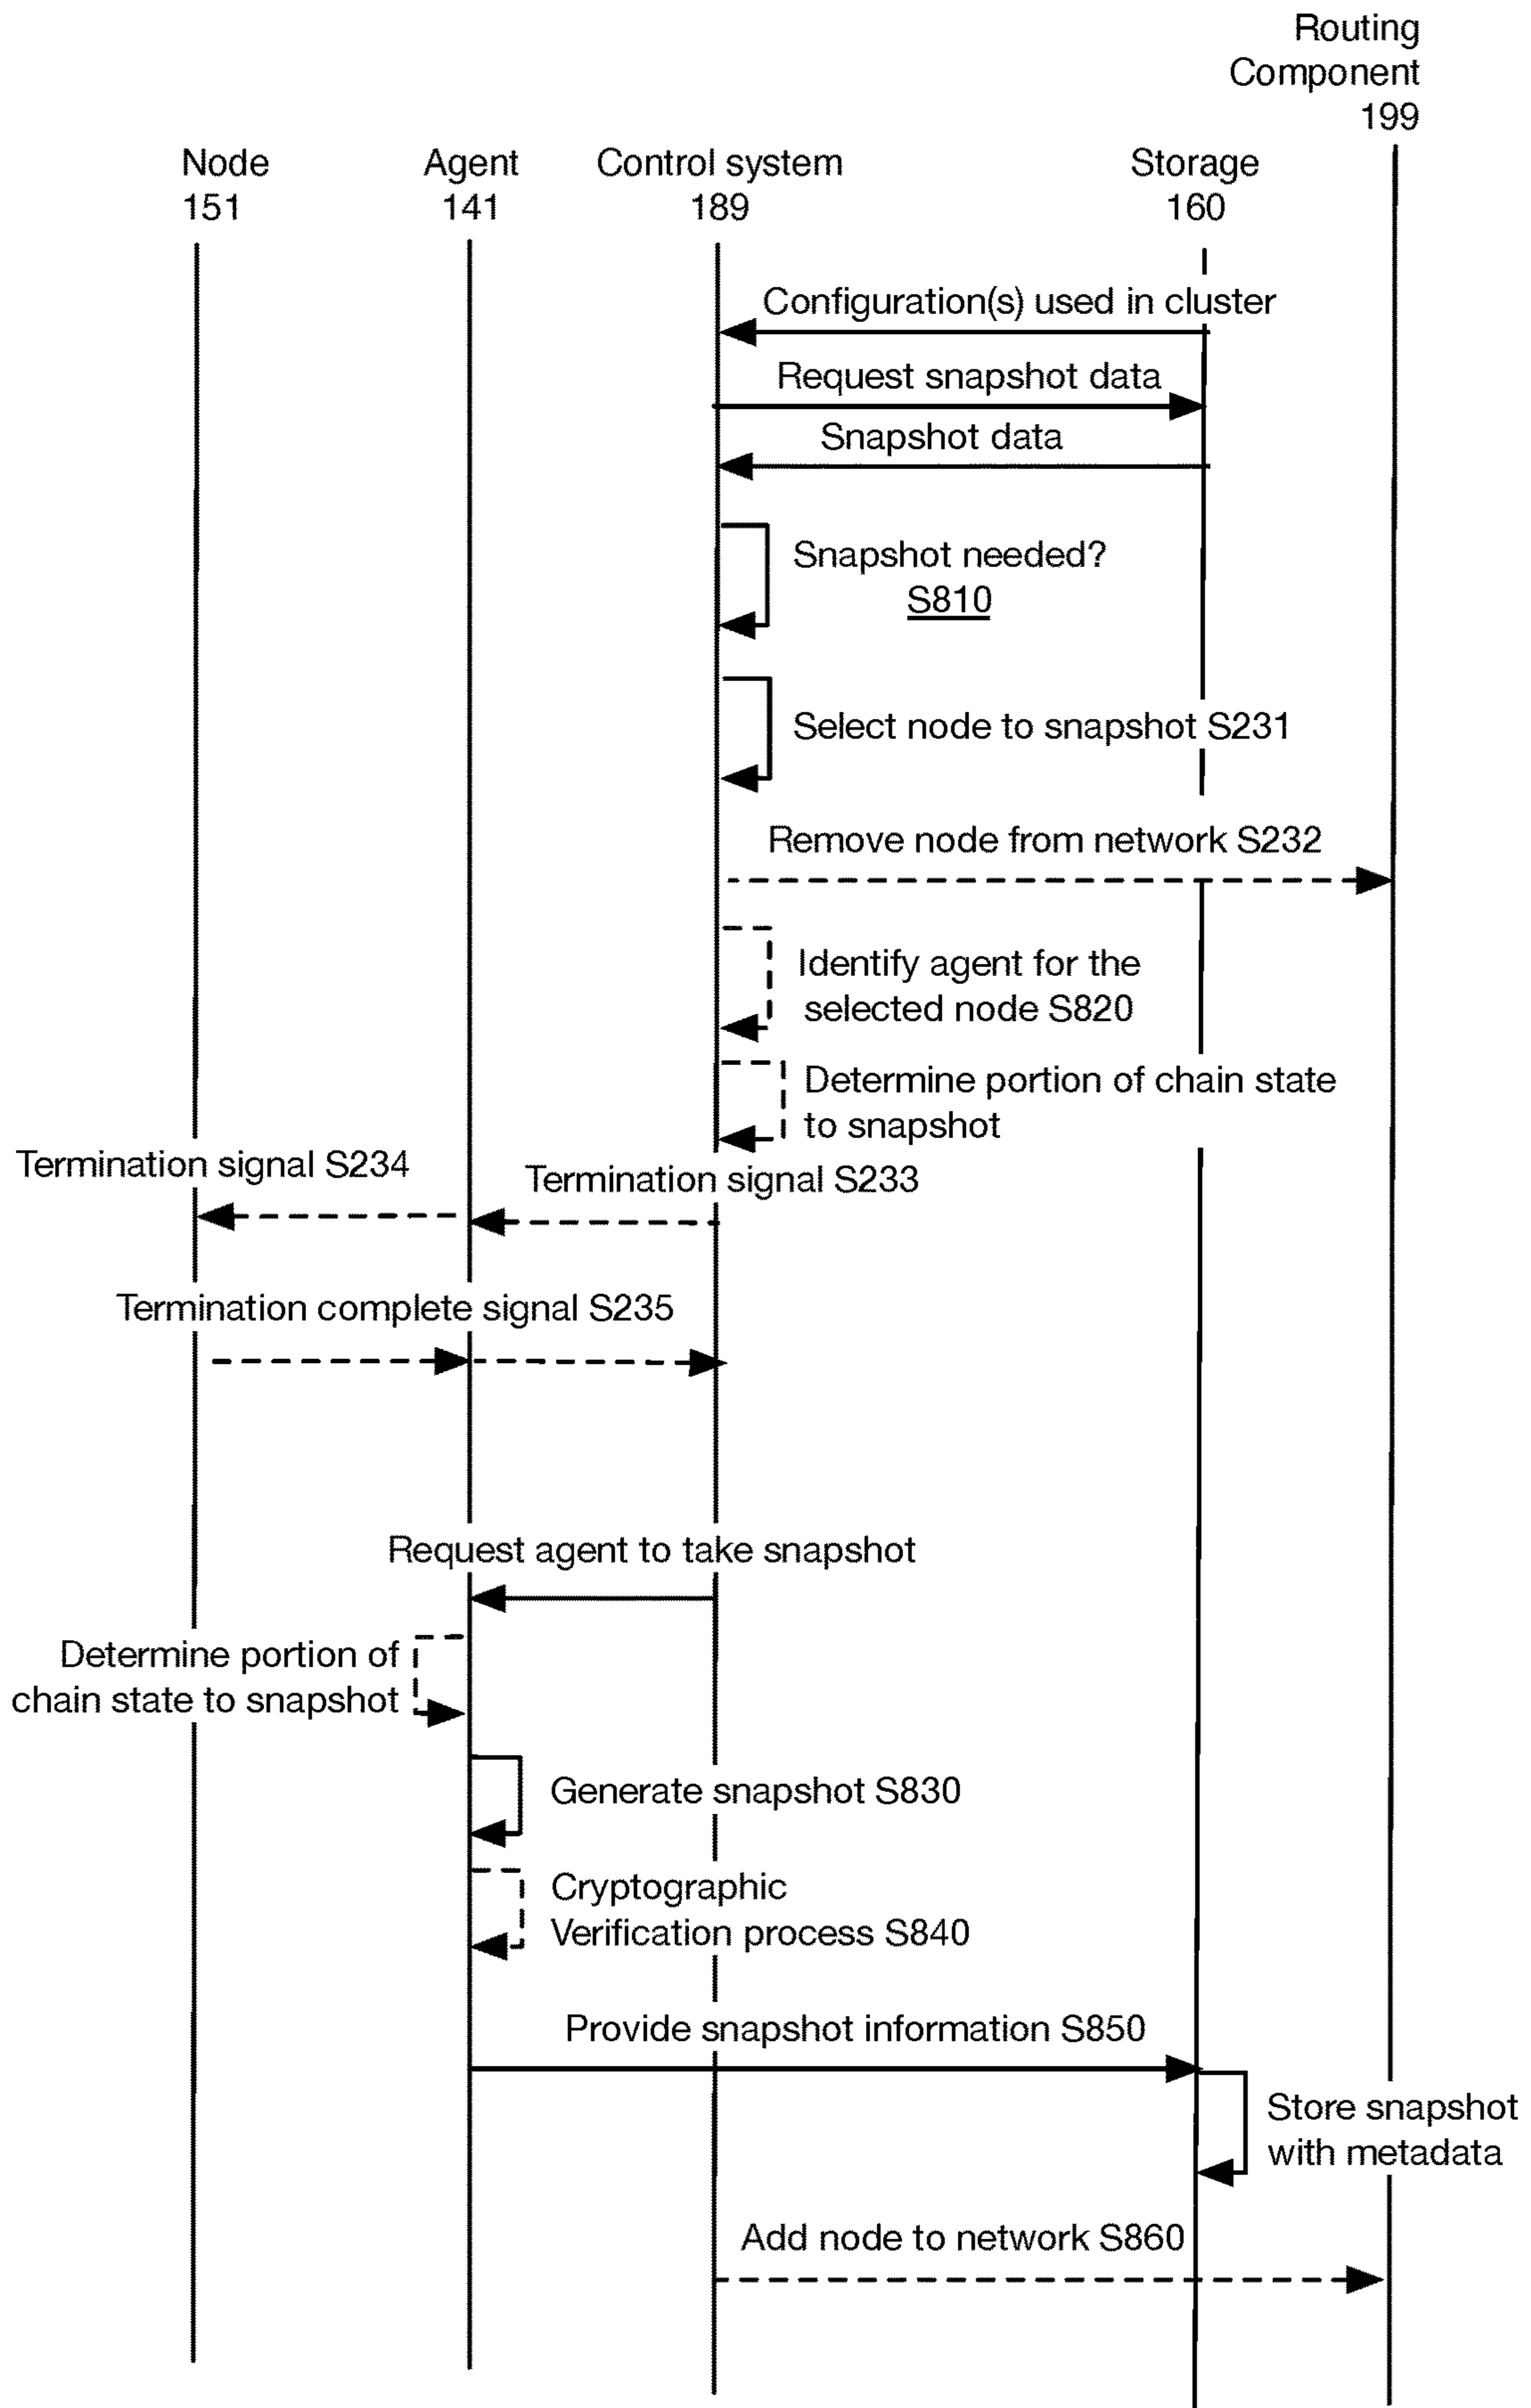 Routing
Component
199
Node
151
Agent
141
Control system
189
Storage
160
Configuration(s) used in cluster
Request snapshot data
Snapshot data
Snapshot needed?
S810
Select node to snapshot S231
Remove node from network S232
Identify agent for the
selected node S820
Determine portion of chain state
to snapshot
Termination signal S234
Termination signal S233
Termination complete signal S235
Request agent to take snapshot
Determine portion of
chain state to snapshot
Generate snapshot S830
Cryptographic
Verification process S840
Provide snapshot information S850
Store snapshot
with metadata
Add node to network S860